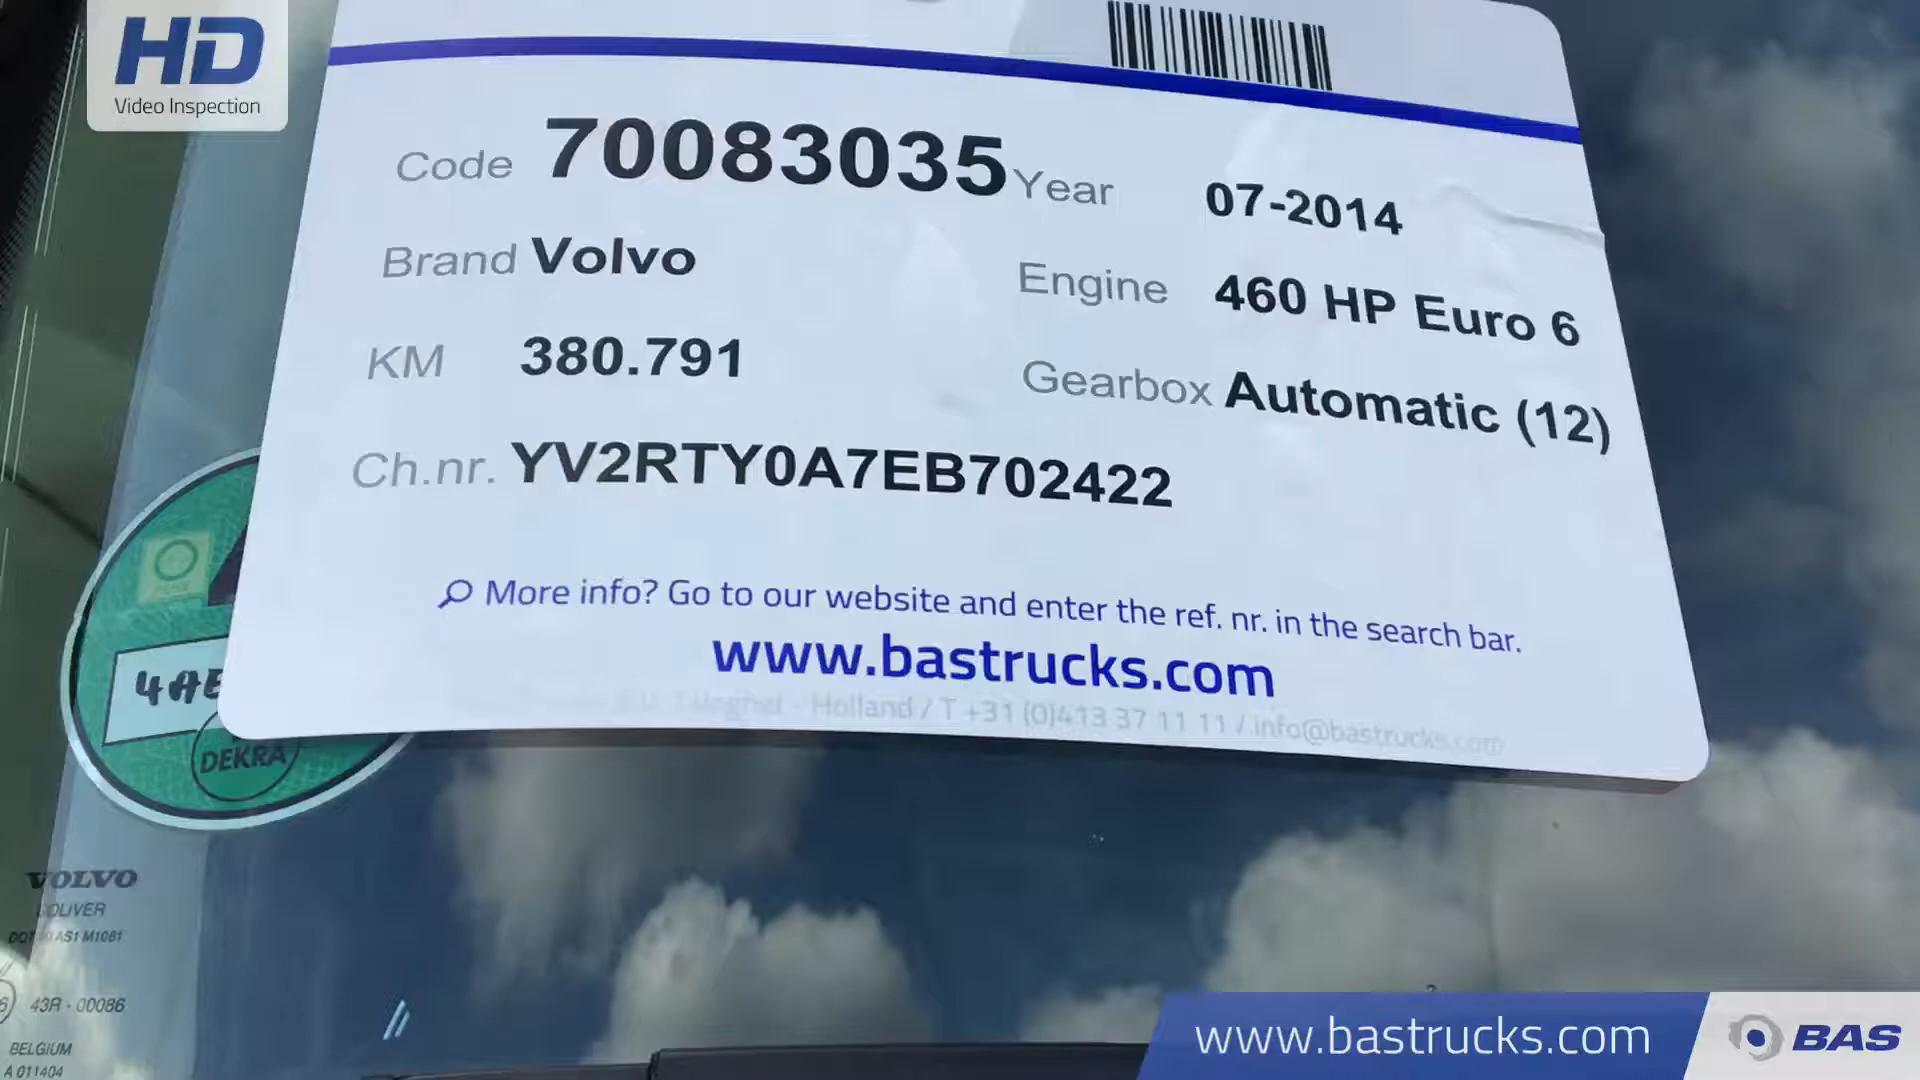 HD
Video Inspection
Code 70083035 Year 07-2014
Brand Volvo
Engine 460 HP Euro 6
KM 380.791
Gearbox Automatic (12)
Ch.nr. YV2RTY0A7EB702422
More info? Go to our website and enter the ref. nr. in the search bar.
www.bastrucks.com
- Holland / T +31 (0)413 37 11 11 / info@bastrucks.com
DEKRA
VOLVO
43R - 00086
BELGIUM
A 011404
www.bastrucks.com
BAS